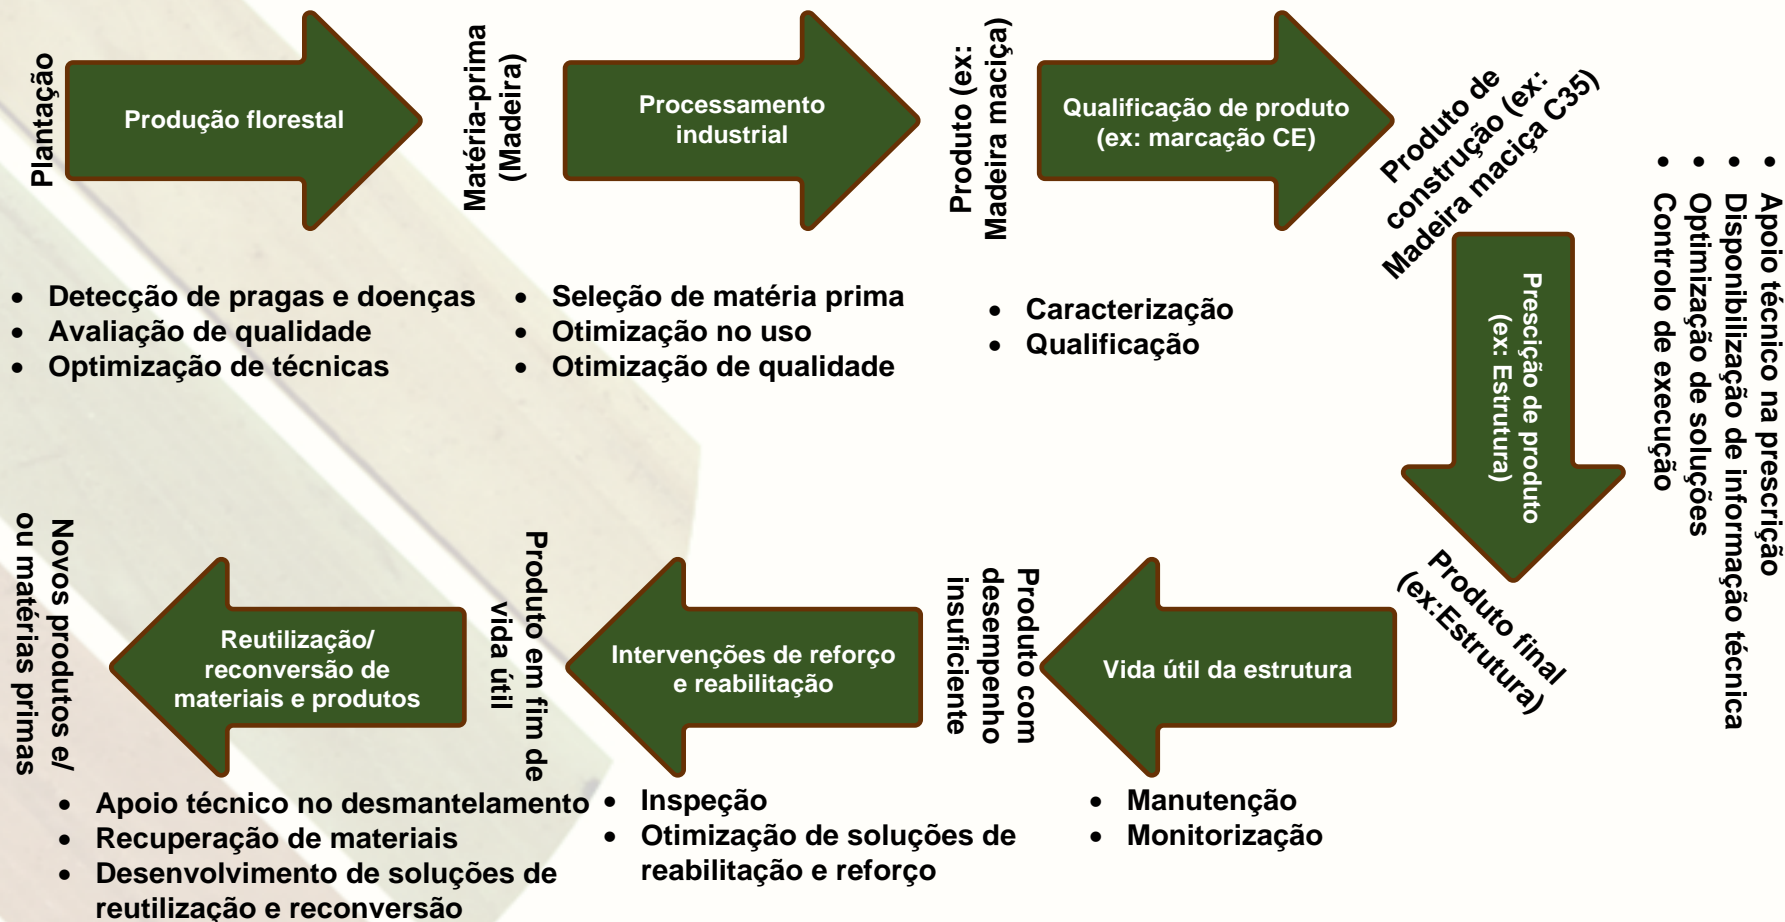 Plantação
Produção florestal
Matéria-prima
(Madeira)
Processamento
industrial
Produto (ex:
Madeira maciça)
Qualificação de produto
(ex: marcação CE)
Produto de
construção (ex:
Madeira maciça C35)
• Detecção de pragas e doenças
• Avaliação de qualidade
• Optimização de técnicas
• Seleção de matéria prima
• Otimização no uso
• Otimização de qualidade
• Caracterização
• Qualificação
Prescição de produto
(ex: Estrutura)
• Apoio técnico na prescrição
• Disponibilização de informação técnica
• Optimização de soluções
• Controlo de execução
Produto final
(ex:Estrutura)
Vida útil da estrutura
• Manutenção
• Monitorização
Produto com
desempenho
insuficiente
Intervenções de reforço
e reabilitação
• Inspeção
• Otimização de soluções de
reabilitação e reforço
Produto em fim de
vida útil
Reutilização/
reconversão de
materiais e produtos
• Apoio técnico no desmantelamento
• Recuperação de materiais
• Desenvolvimento de soluções de
reutilização e reconversão
Novos produtos e/
ou matérias primas